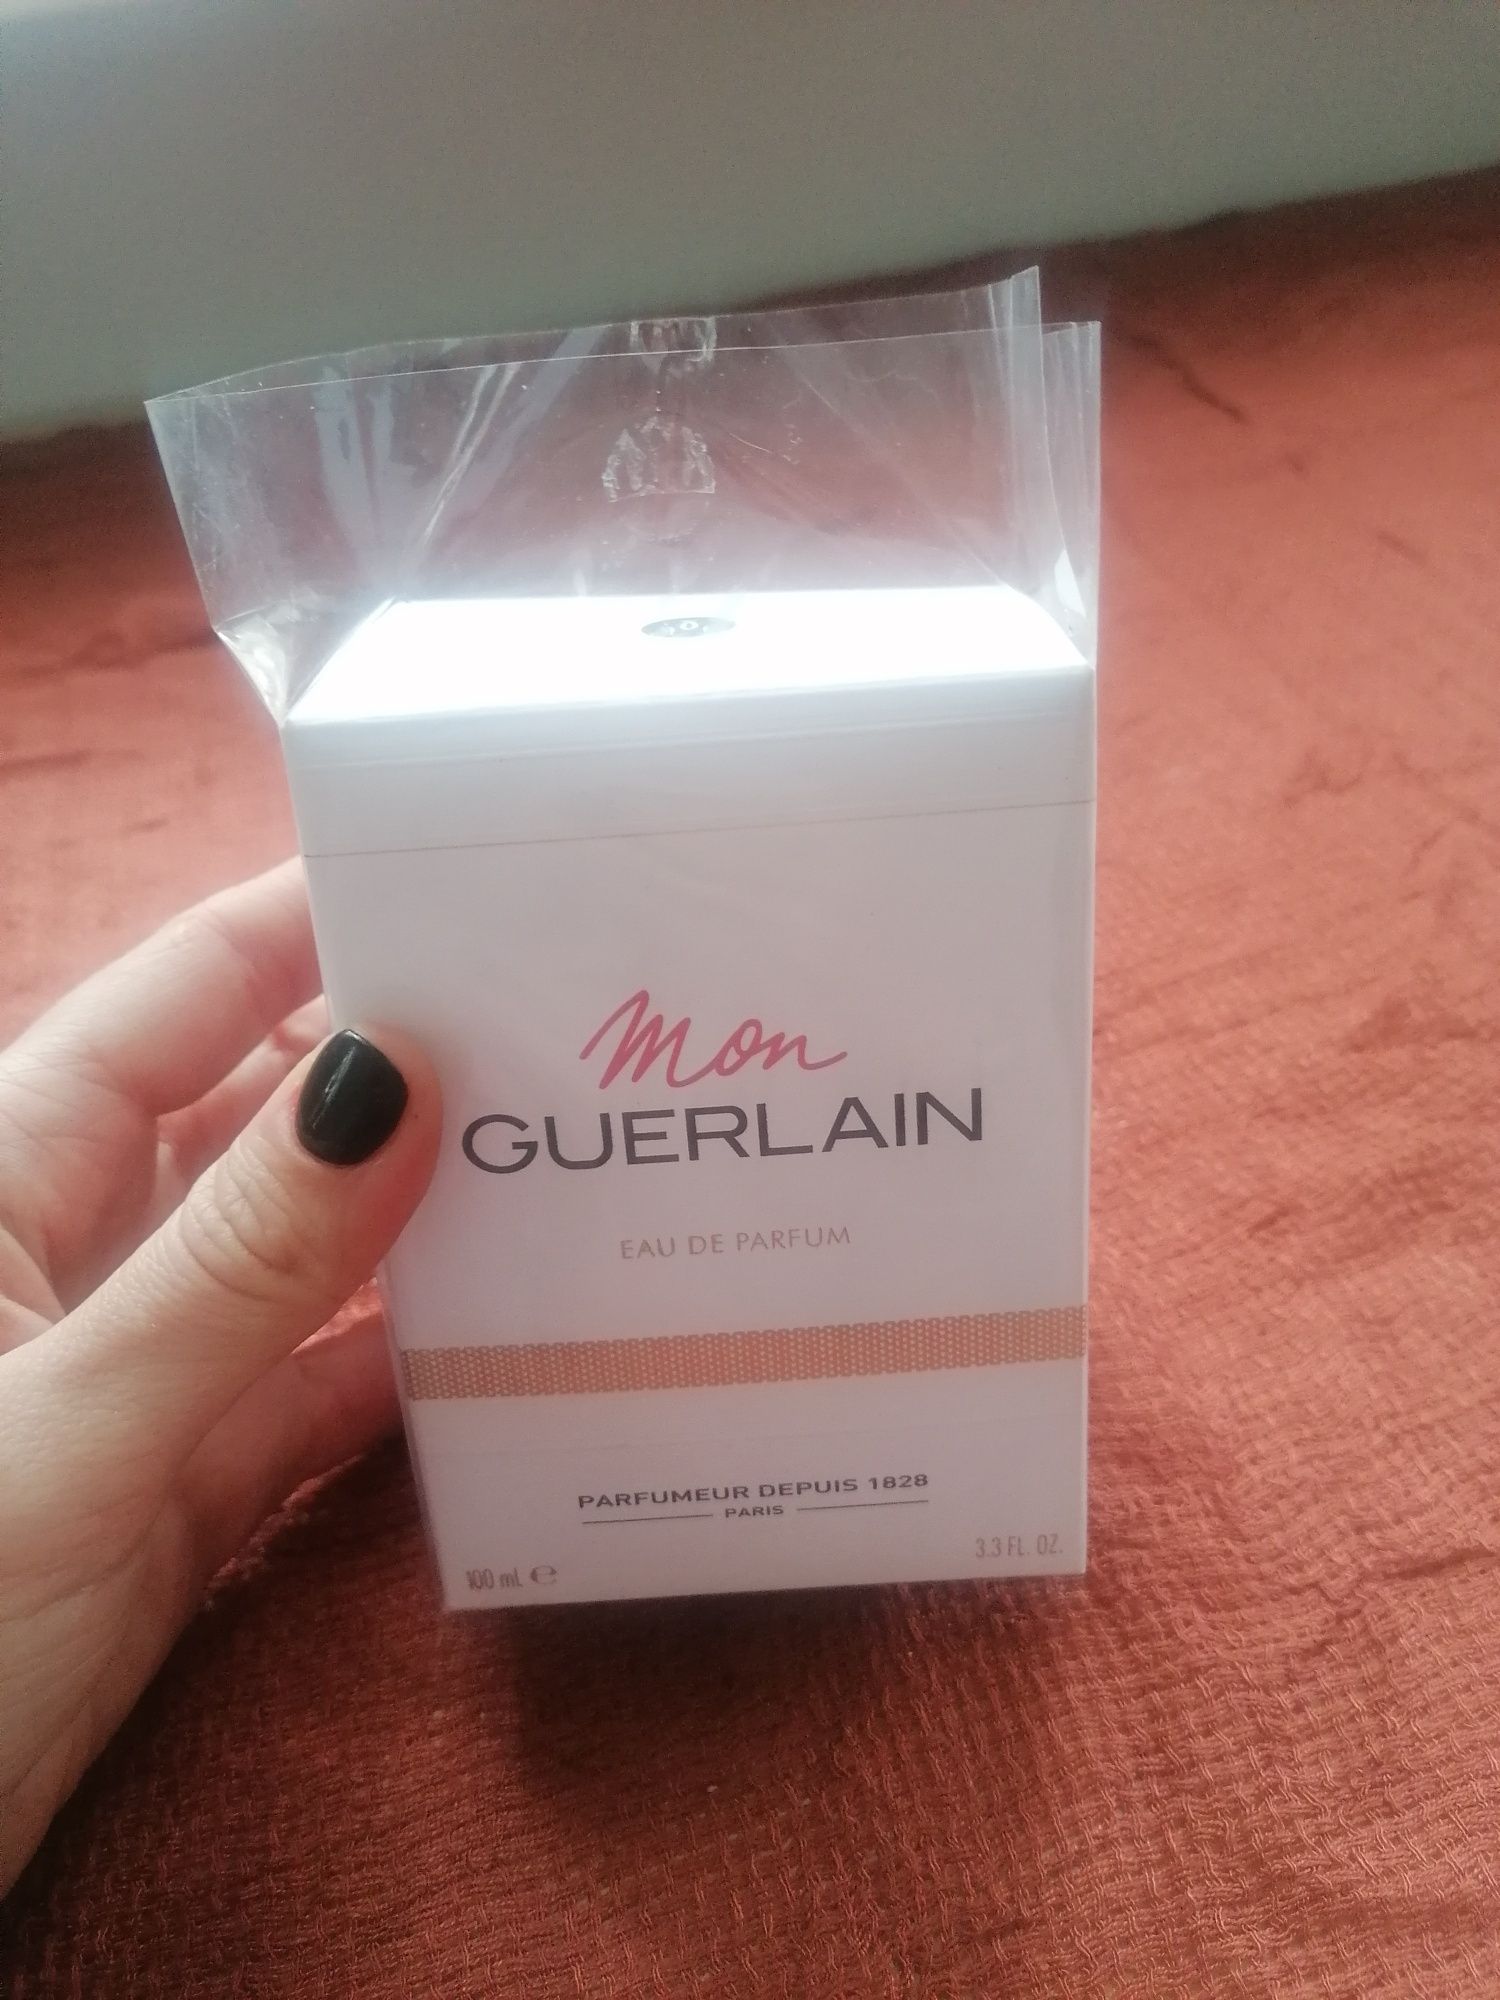 Mon
GUERLAIN
EAU DE PARFUM
PARFUMEUR DEPUIS 1828
PARIS
100 mL ℮
3.3 FL. OZ.